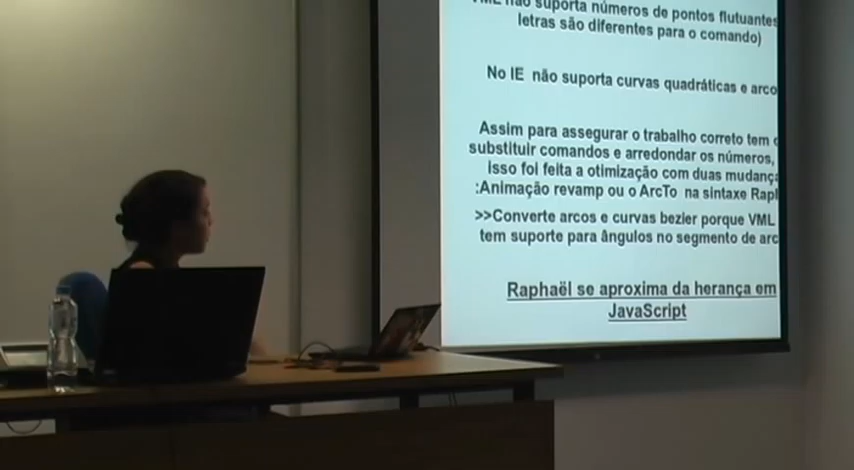 não suporta números de pontos flutuantes
letras são diferentes para o comando)
No IE não suporta curvas quadráticas e arco
Assim para assegurar o trabalho correto tem
substituir comandos e arredondar os números,
isso foi feita a otimização com duas mudança
:Animação revamp ou o ArcTo na sintaxe Rap
>>Converte arcos e curvas bezier porque VML
tem suporte para ângulos no segmento de arc
Raphaël se aproxima da herança em
JavaScript